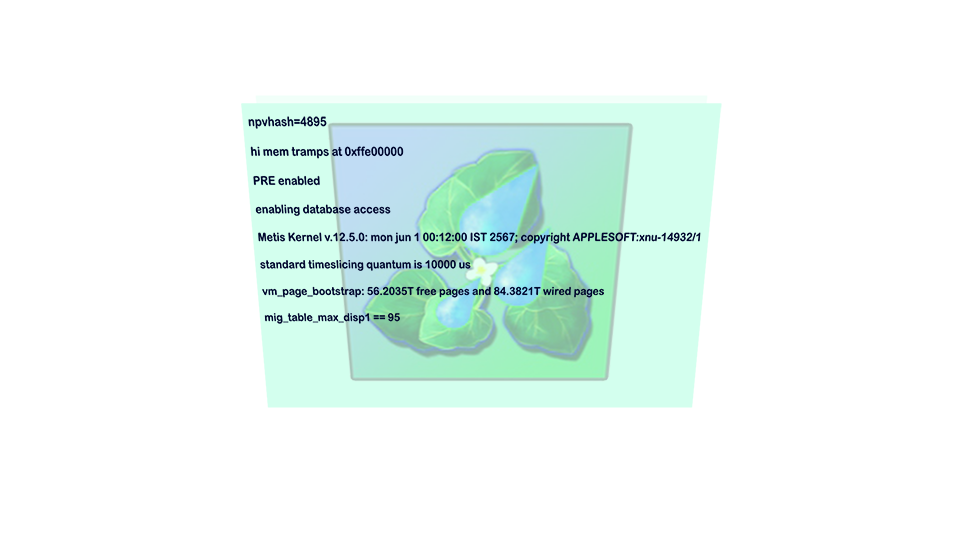 npvhash=4895
hi mem tramps at 0xffe00000
PRE enabled
enabling database access
Metis Kernel v.12.5.0: mon jun 1 00:12:00 IST 2567; copyright APPLESOFT:xnu-14932/1
standard timeslicing quantum is 10000 us
vm_page_bootstrap: 56.2035T free pages and 84.3821T wired pages
mig_table_max_disp1 == 95